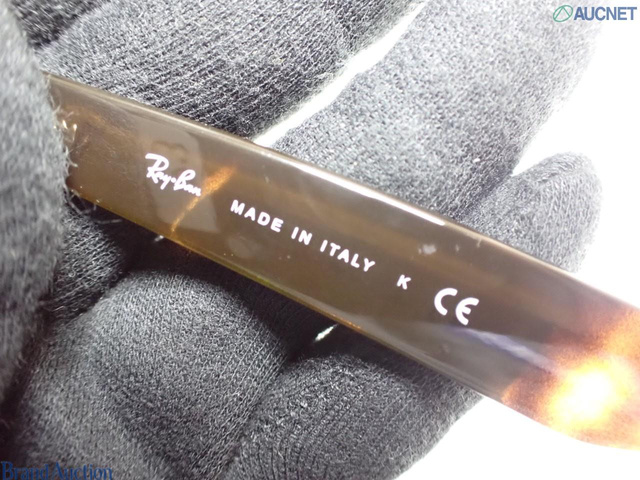 AUCNET
Ray-Ban MADE IN ITALY K CE
Brand Auction